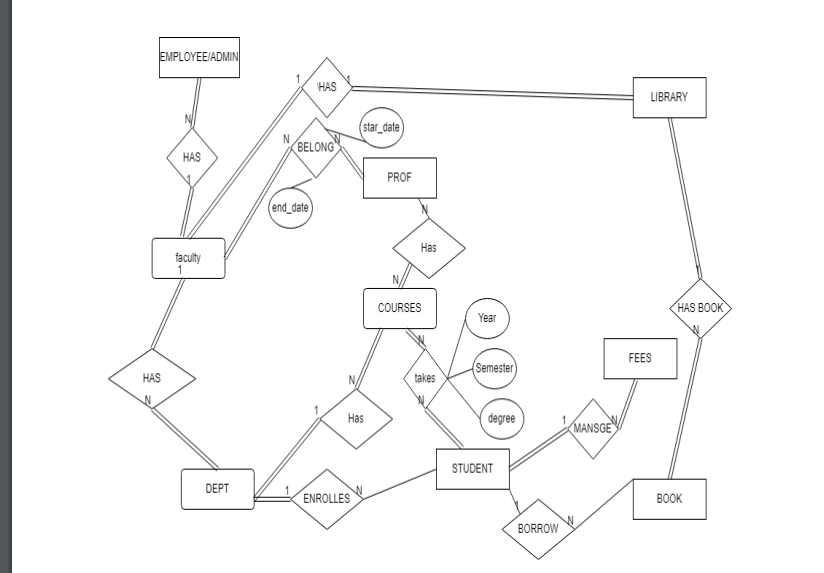 EMPLOYEE/ADMIN
1
HAS
1
LIBRARY
N
HAS
1
N
BELONG
N
star_date
PROF
end_date
N
Has
faculty
1
N
COURSES
1
HAS BOOK
N
Year
N
takes
N
Semester
degree
FEES
HAS
N
N
1
Has
1
MANSGE
N
DEPT
1
ENROLLES
N
STUDENT
1
BORROW
N
BOOK